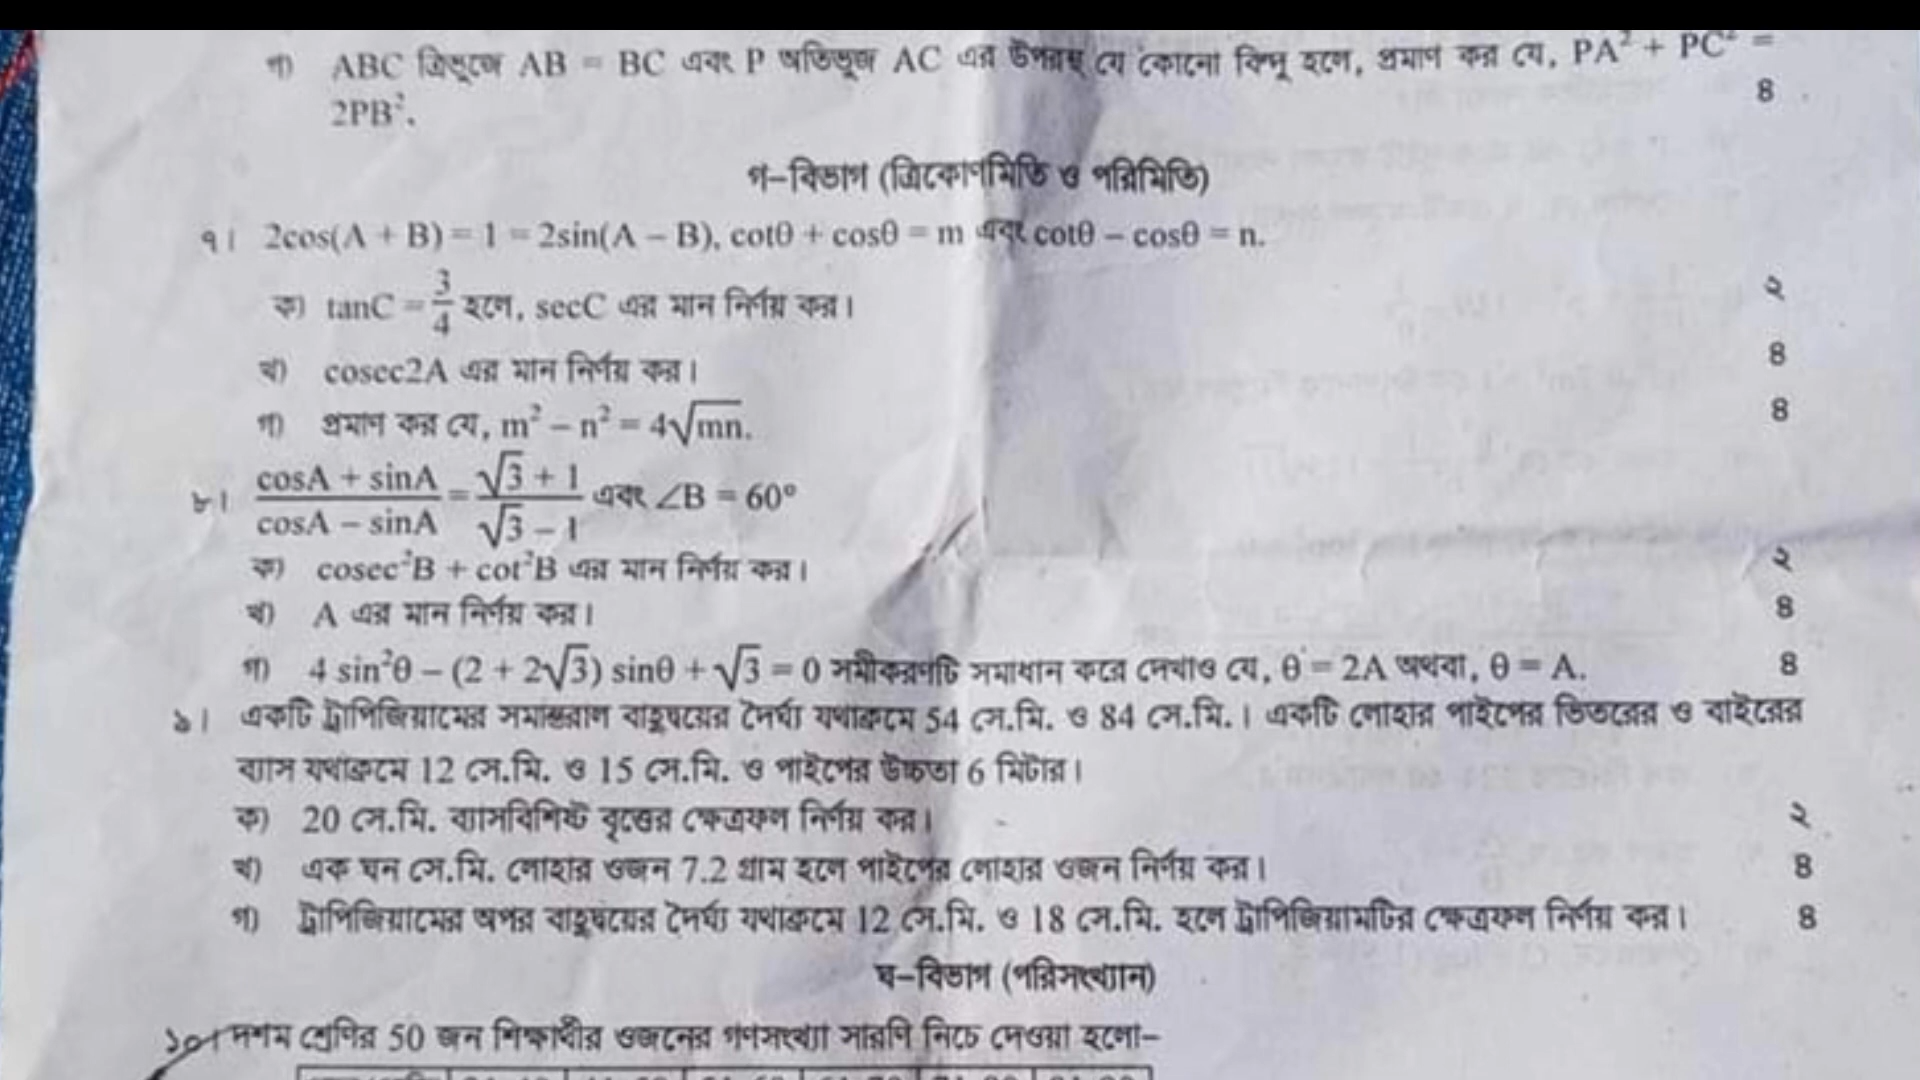 গ) ABC ত্রিভুজে AB = BC এবং P অতিভুজ AC এর উপরস্থ যে কোনো বিন্দু হলে, প্রমাণ কর যে, PA² + PC² =
2PB². ৪
গ-বিভাগ (ত্রিকোণমিতি ও পরিমিতি)
৭। 2cos(A + B) = 1 = 2sin(A – B), cotθ + cosθ = m এবং cotθ – cosθ = n.
ক) tanC = 3/4 হলে, secC এর মান নির্ণয় কর। ২
খ) cosec2A এর মান নির্ণয় কর। ৪
গ) প্রমাণ কর যে, m² – n² = 4√mn. ৪
৮। (cosA + sinA)/(cosA – sinA) = (√3 + 1)/(√3 – 1) এবং ∠B = 60°
ক) cosec²B + cot²B এর মান নির্ণয় কর। ২
খ) A এর মান নির্ণয় কর। ৪
গ) 4 sin²θ – (2 + 2√3) sinθ + √3 = 0 সমীকরণটি সমাধান করে দেখাও যে, θ = 2A অথবা, θ = A. ৪
৯। একটি ট্রাপিজিয়ামের সমান্তরাল বাহুদ্বয়ের দৈর্ঘ্য যথাক্রমে 54 সে.মি. ও 84 সে.মি.। একটি লোহার পাইপের ভিতরের ও বাইরের
ব্যাস যথাক্রমে 12 সে.মি. ও 15 সে.মি. ও পাইপের উচ্চতা 6 মিটার।
ক) 20 সে.মি. ব্যাসবিশিষ্ট বৃত্তের ক্ষেত্রফল নির্ণয় কর। ২
খ) এক ঘন সে.মি. লোহার ওজন 7.2 গ্রাম হলে পাইপের লোহার ওজন নির্ণয় কর। ৪
গ) ট্রাপিজিয়ামের অপর বাহুদ্বয়ের দৈর্ঘ্য যথাক্রমে 12 সে.মি. ও 18 সে.মি. হলে ট্রাপিজিয়ামটির ক্ষেত্রফল নির্ণয় কর। ৪
ঘ-বিভাগ (পরিসংখ্যান)
১০। দশম শ্রেণির 50 জন শিক্ষার্থীর ওজনের গণসংখ্যা সারণি নিচে দেওয়া হলো–